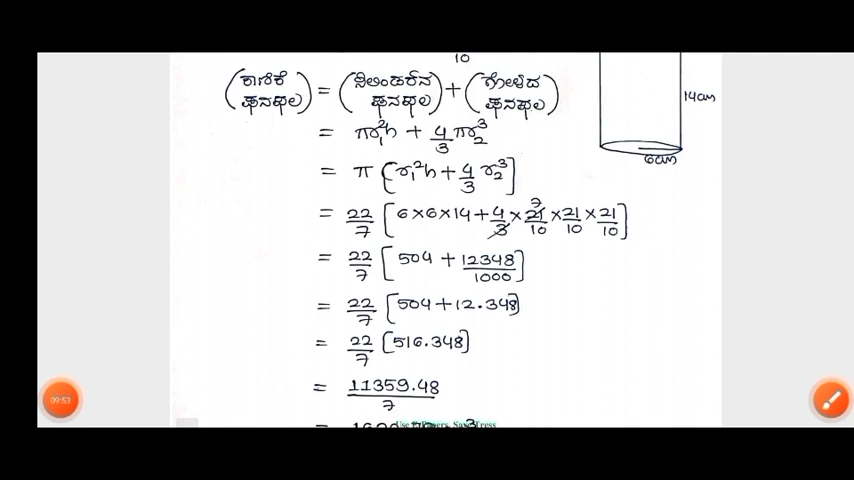 10
(ಕಾಣಿಕೆ ಘನಫಲ) = (ಸಿಲಿಂಡರಿನ ಘನಫಲ) + (ಗೋಳದ ಘನಫಲ)
14cm
= πr₁²h + 4/3 πr₂³
6cm
= π [r₁²h + 4/3 r₂³]
= 22/7 [6×6×14 + 4/3 × 21/10 × 21/10 × 21/10]
7
= 22/7 [504 + 12348/1000]
= 22/7 [504 + 12.348]
= 22/7 [516.348]
= 11359.48/7
09:53